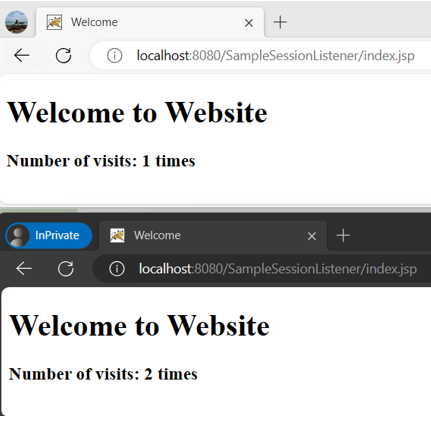 Welcome
localhost:8080/SampleSessionListener/index.jsp
Welcome to Website
Number of visits: 1 times
InPrivate
Welcome
localhost:8080/SampleSessionListener/index.jsp
Welcome to Website
Number of visits: 2 times